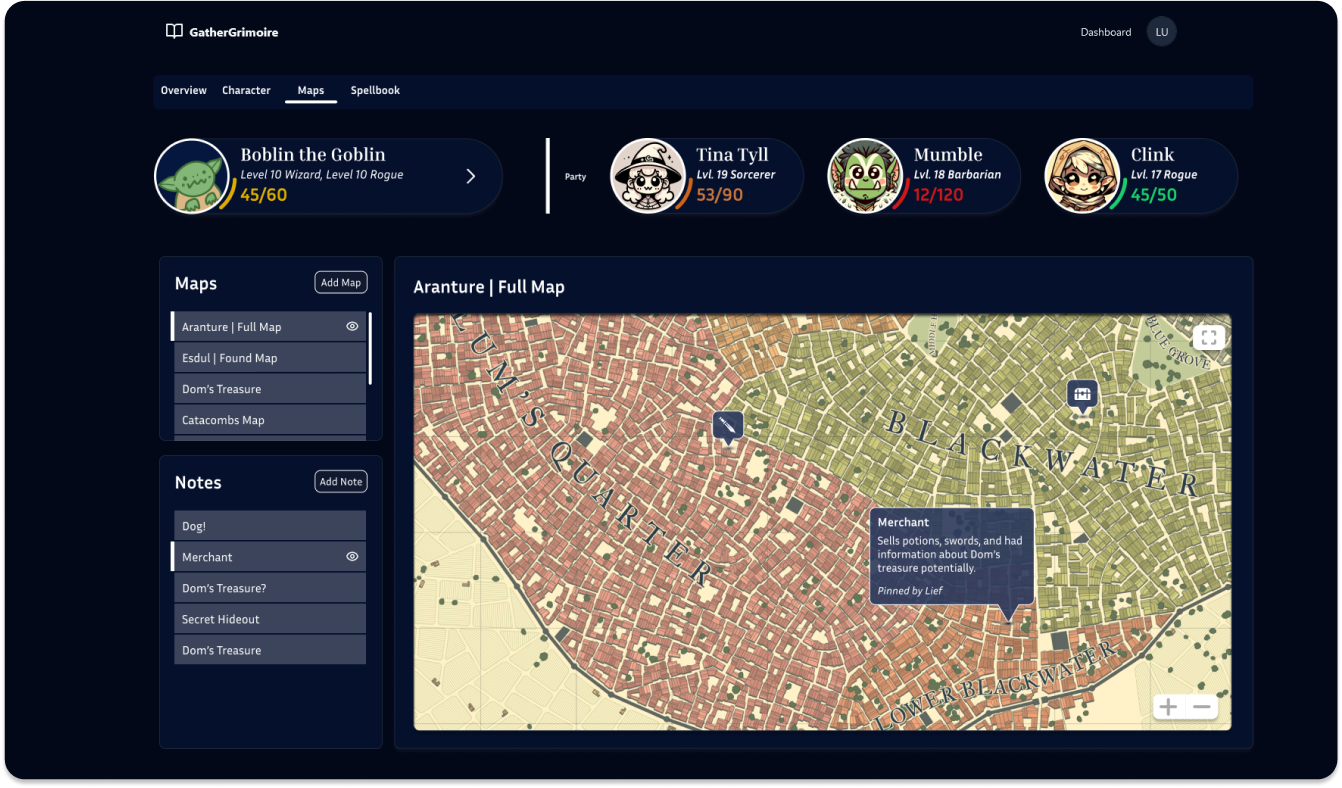 GatherGrimoire
Dashboard
LU
Overview
Character
Maps
Spellbook
Boblin the Goblin
Level 10 Wizard, Level 10 Rogue
45/60
Party
Tina Tyll
Lvl. 19 Sorcerer
53/90
Mumble
Lvl. 18 Barbarian
12/120
Clink
Lvl. 17 Rogue
45/50
Maps
Add Map
Aranture | Full Map
Esdul | Found Map
Dom's Treasure
Catacombs Map
Notes
Add Note
Dog!
Merchant
Dom's Treasure?
Secret Hideout
Dom's Treasure
Aranture | Full Map
LUM'S QUARTER
BLUE GROVE
BLACKWATER
Merchant
Sells potions, swords, and had
information about Dom's
treasure potentially.
Pinned by Lief
LOWER BLACKWATER